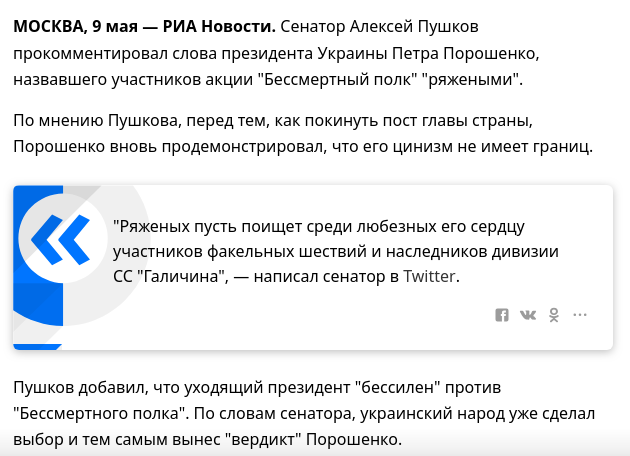 МОСКВА, 9 мая — РИА Новости. Сенатор Алексей Пушков
прокомментировал слова президента Украины Петра Порошенко,
назвавшего участников акции "Бессмертный полк" "ряжеными".
По мнению Пушкова, перед тем, как покинуть пост главы страны,
Порошенко вновь продемонстрировал, что его цинизм не имеет границ.
"Ряженых пусть поищет среди любезных его сердцу
участников факельных шествий и наследников дивизии
СС "Галичина", — написал сенатор в Twitter.
Пушков добавил, что уходящий президент "бессилен" против
"Бессмертного полка". По словам сенатора, украинский народ уже сделал
выбор и тем самым вынес "вердикт" Порошенко.